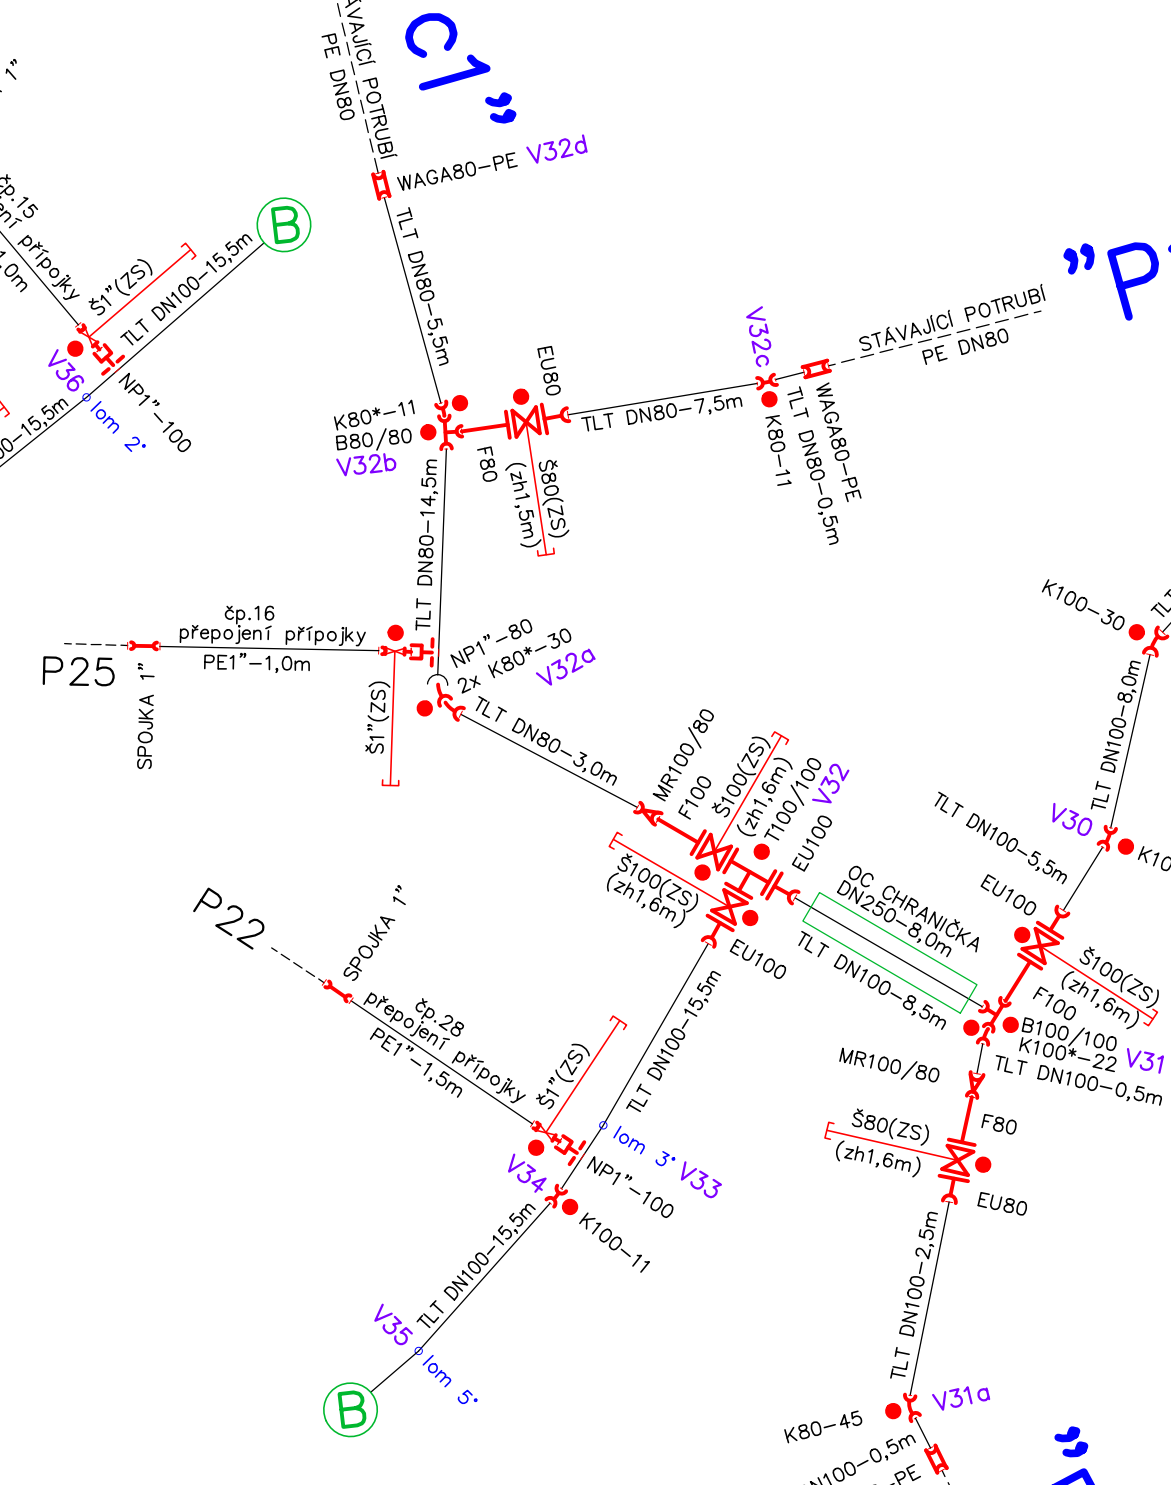 C1”
PE DN80
POTRUBÍ
WAGA80-PE
V32d
1”
čp.15
přípojky
Š1”(ZS)
TLT DN100-15,5m
B
V36
NP1”-100
lom 2°
TLT DN80-5,5m
”P
STÁVAJÍCÍ POTRUBÍ
PE DN80
V32c
EU80
K80*-11
B80/80
V32b
F80
Š80(ZS)
(zh1,5m)
TLT DN80-7,5m
K80-11
WAGA80-PE
TLT DN80-0,5m
TLT DN80-14,5m
čp.16
přepojení přípojky
PE1”-1,0m
P25
SPOJKA 1”
Š1”(ZS)
NP1”-80
2x K80*-30
V32a
TLT DN80-3,0m
K100-30
TLT DN100-8,0m
MR100/80
F100
Š100(ZS)
(zh1,6m)
T100/100
V32
EU100
V30
TLT DN100-5,5m
EU100
Š100(ZS)
(zh1,6m)
EU100
OC CHRANIČKA
DN250-8,0m
TLT DN100-8,5m
Š100(ZS)
(zh1,6m)
F100
B100/100
K100*-22
V31
TLT DN100-0,5m
P22
SPOJKA 1”
čp.28
přepojení přípojky
PE1”-1,5m
Š1”(ZS)
TLT DN100-15,5m
lom 3°
V33
V34
NP1”-100
K100-11
TLT DN100-15,5m
V35
lom 5°
B
MR100/80
F80
Š80(ZS)
(zh1,6m)
EU80
TLT DN100-2,5m
V31a
K80-45
-0,5m
-PE
”